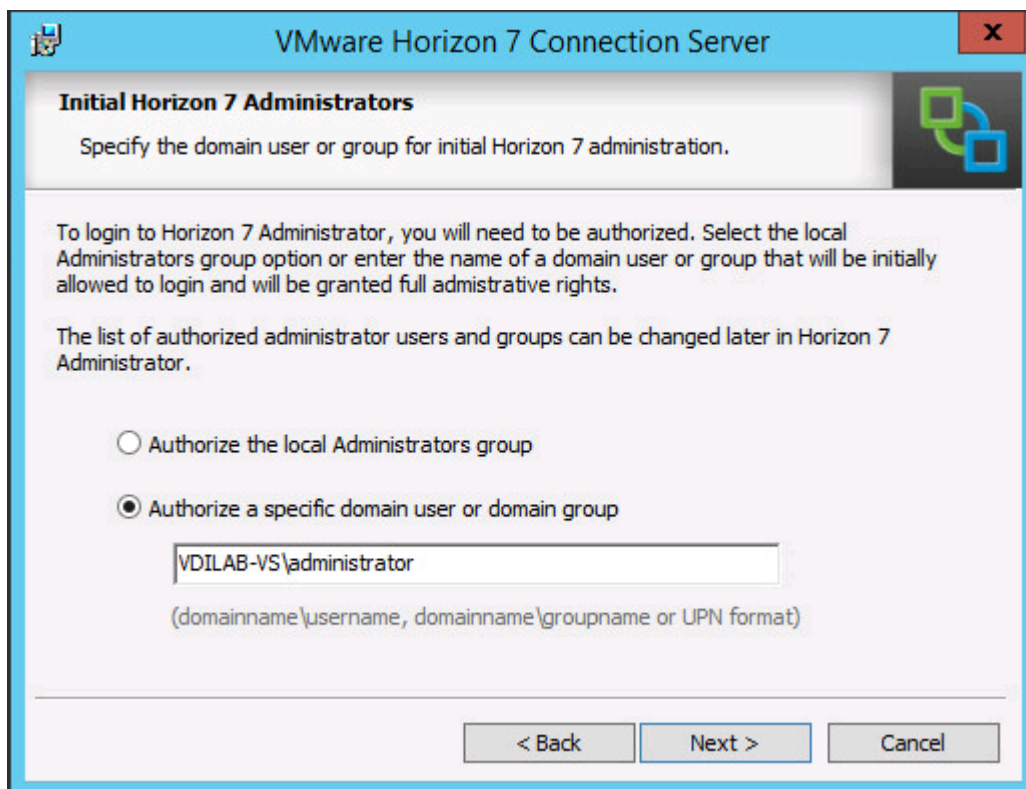 VMware Horizon 7 Connection Server
x
Initial Horizon 7 Administrators
Specify the domain user or group for initial Horizon 7 administration.
To login to Horizon 7 Administrator, you will need to be authorized. Select the local
Administrators group option or enter the name of a domain user or group that will be initially
allowed to login and will be granted full admistrative rights.
The list of authorized administrator users and groups can be changed later in Horizon 7
Administrator.
Authorize the local Administrators group
Authorize a specific domain user or domain group
VDILAB-VS\administrator
(domainname\username, domainname\groupname or UPN format)
< Back
Next >
Cancel